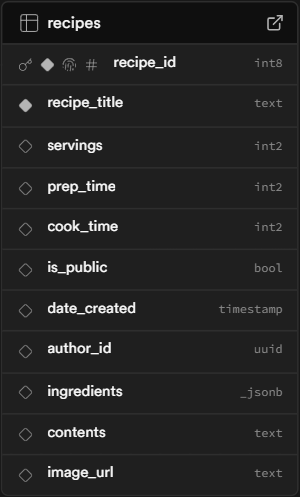 recipes
# recipe_id int8
recipe_title text
servings int2
prep_time int2
cook_time int2
is_public bool
date_created timestamp
author_id uuid
ingredients _jsonb
contents text
image_url text